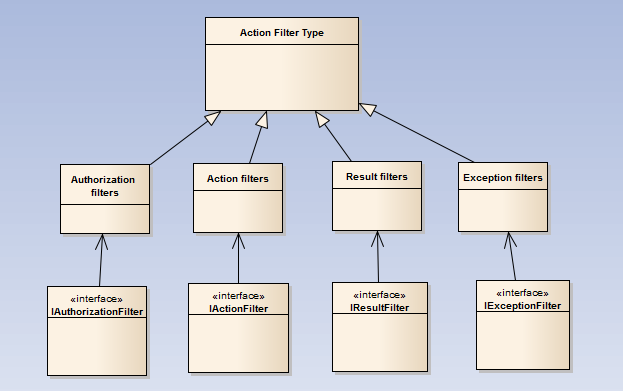 Action Filter Type
Authorization
filters
Action filters
Result filters
Exception filters
«interface»
IAuthorizationFilter
«interface»
IActionFilter
«interface»
IResultFilter
«interface»
IExceptionFilter